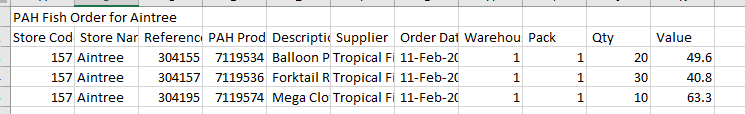 PAH Fish Order for Aintree
Store Cod Store Nar Referenc PAH Prod Descriptic Supplier Order Dat Warehou Pack Qty Value
157 Aintree 304155 7119534 Balloon P Tropical Fi 11-Feb-20 1 1 20 49.6
157 Aintree 304157 7119536 Forktail R Tropical Fi 11-Feb-20 1 1 30 40.8
157 Aintree 304195 7119574 Mega Clo Tropical Fi 11-Feb-20 1 1 10 63.3